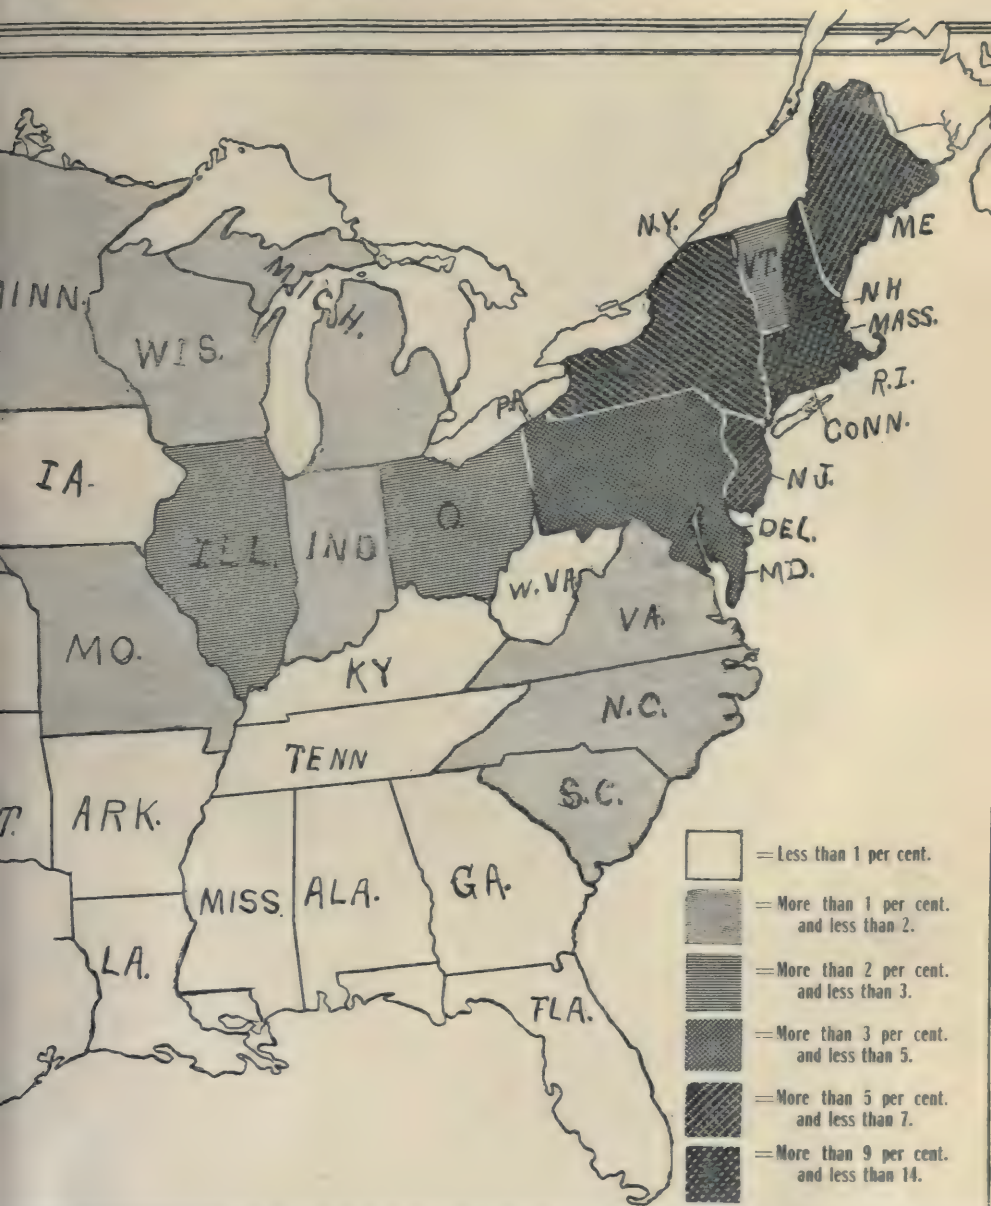 N.Y.
ME
VT.
NH
MASS.
R.I.
CONN.
MICH.
WIS.
PA
NJ.
IA.
O.
DEL.
ILL.
IND
MD.
W.VA
VA.
MO.
KY
N.C.
TENN
S.C.
ARK.
GA.
ALA.
MISS.
LA.
FLA.
=Less than 1 per cent.
=More than 1 per cent.
and less than 2.
=More than 2 per cent.
and less than 3.
=More than 3 per cent.
and less than 5.
=More than 5 per cent.
and less than 7.
=More than 9 per cent.
and less than 14.